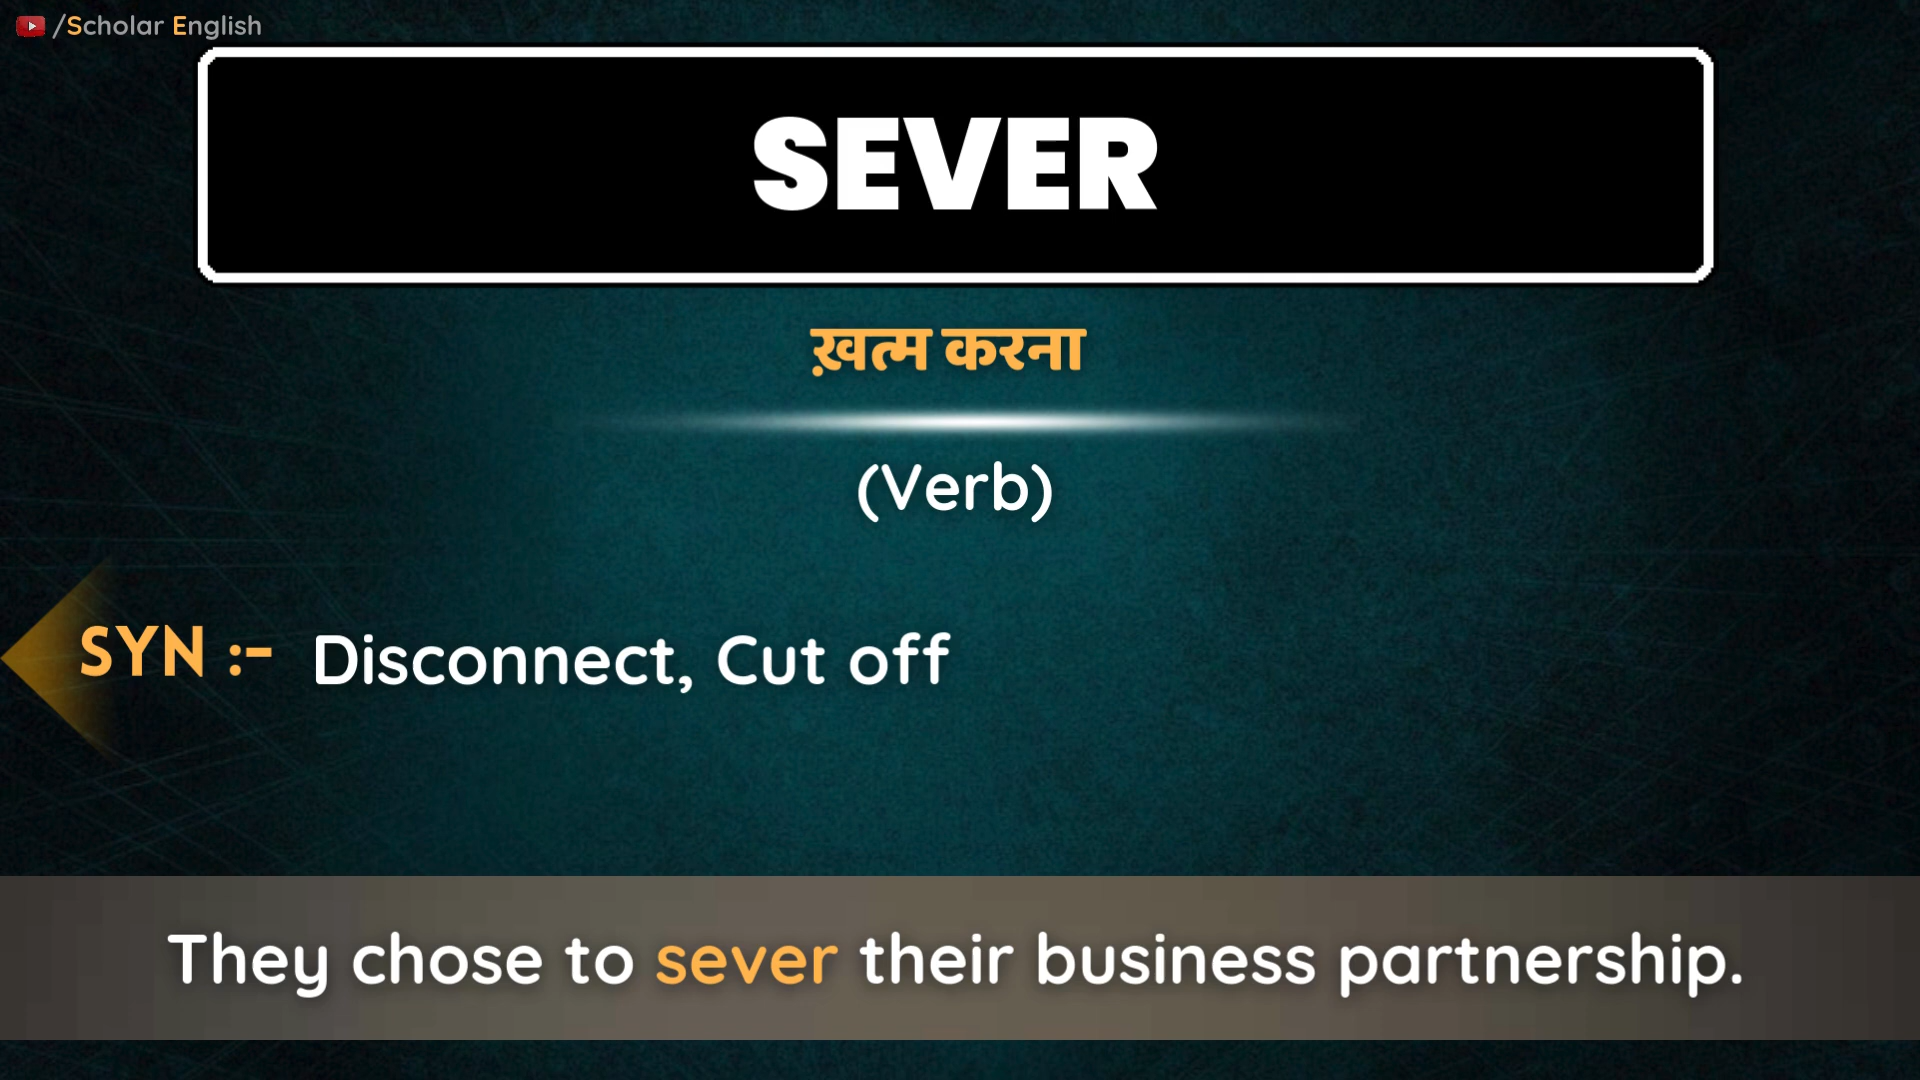 /Scholar English
SEVER
ख़त्म करना
(Verb)
SYN :- Disconnect, Cut off
They chose to sever their business partnership.